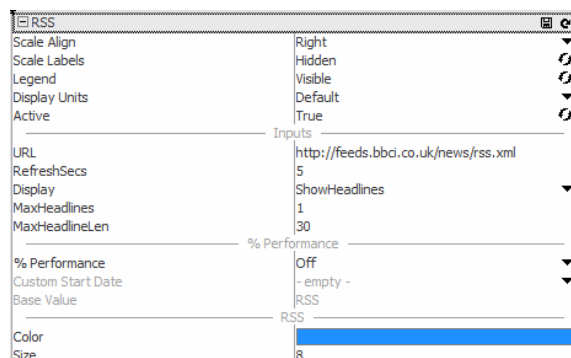 RSS
Scale Align Right
Scale Labels Hidden
Legend Visible
Display Units Default
Active True
Inputs
URL http://feeds.bbci.co.uk/news/rss.xml
RefreshSecs 5
Display ShowHeadlines
MaxHeadlines 1
MaxHeadlineLen 30
% Performance
% Performance Off
Custom Start Date - empty -
Base Value RSS
RSS
Color
Size 8